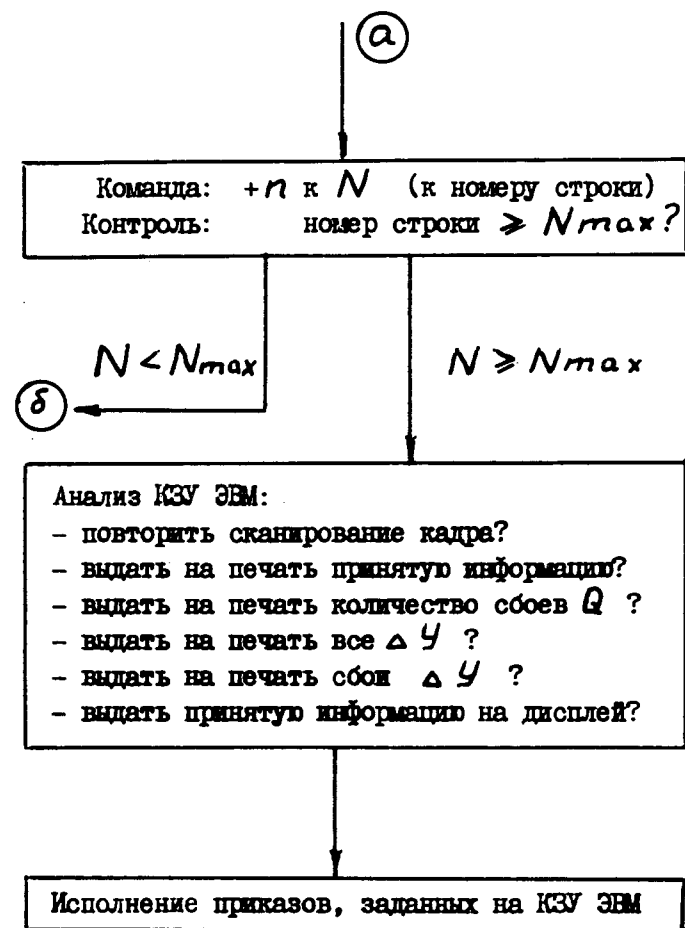 а
Команда: +n к N (к номеру строки)
Контроль: номер строки ⩾ Nmax?
N < Nmax
N ⩾ Nmax
б
Анализ КЗУ ЭВМ:
- повторить сканирование кадра?
- выдать на печать принятую информацию?
- выдать на печать количество сбоев Q ?
- выдать на печать все △ У ?
- выдать на печать сбои △ У ?
- выдать принятую информацию на дисплей?
Исполнение приказов, заданных на КЗУ ЭВМ